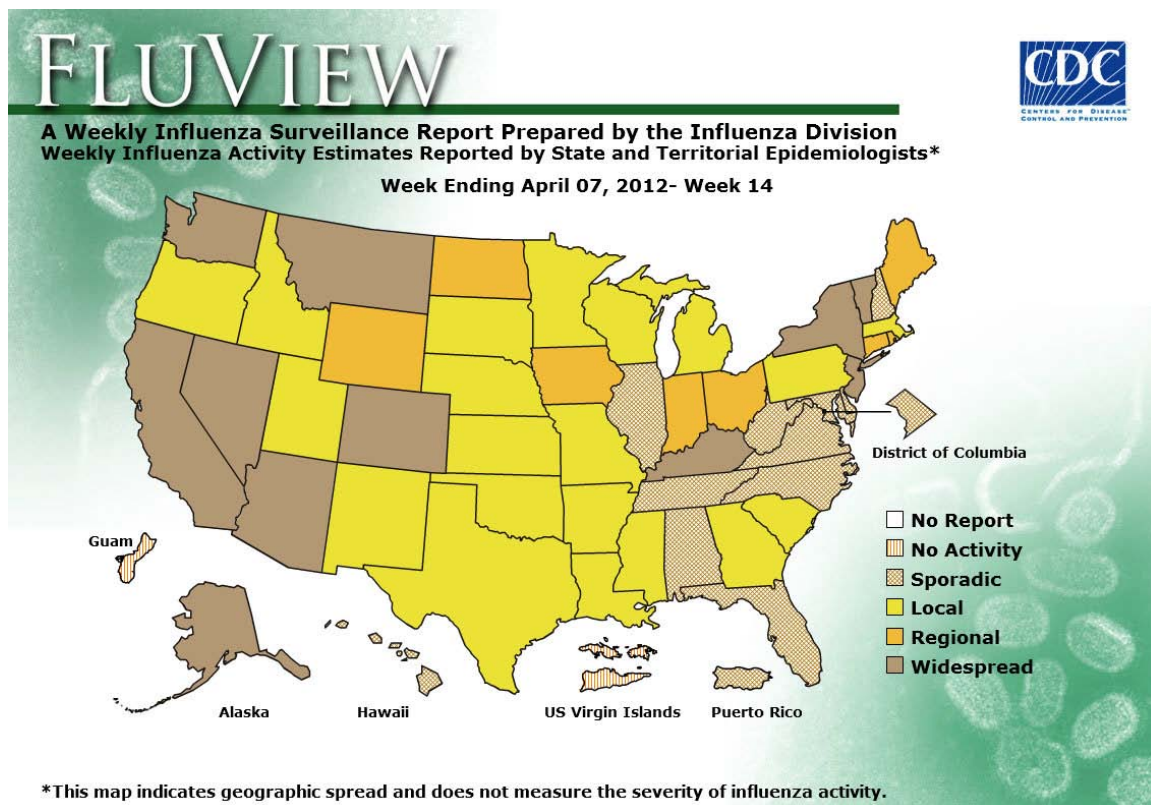 FLUVIEW
CDC
CENTERS FOR DISEASE™
CONTROL AND PREVENTION
A Weekly Influenza Surveillance Report Prepared by the Influenza Division
Weekly Influenza Activity Estimates Reported by State and Territorial Epidemiologists*
Week Ending April 07, 2012- Week 14
District of Columbia
No Report
Guam
No Activity
Sporadic
Local
Regional
Widespread
Alaska
Hawaii
US Virgin Islands
Puerto Rico
*This map indicates geographic spread and does not measure the severity of influenza activity.